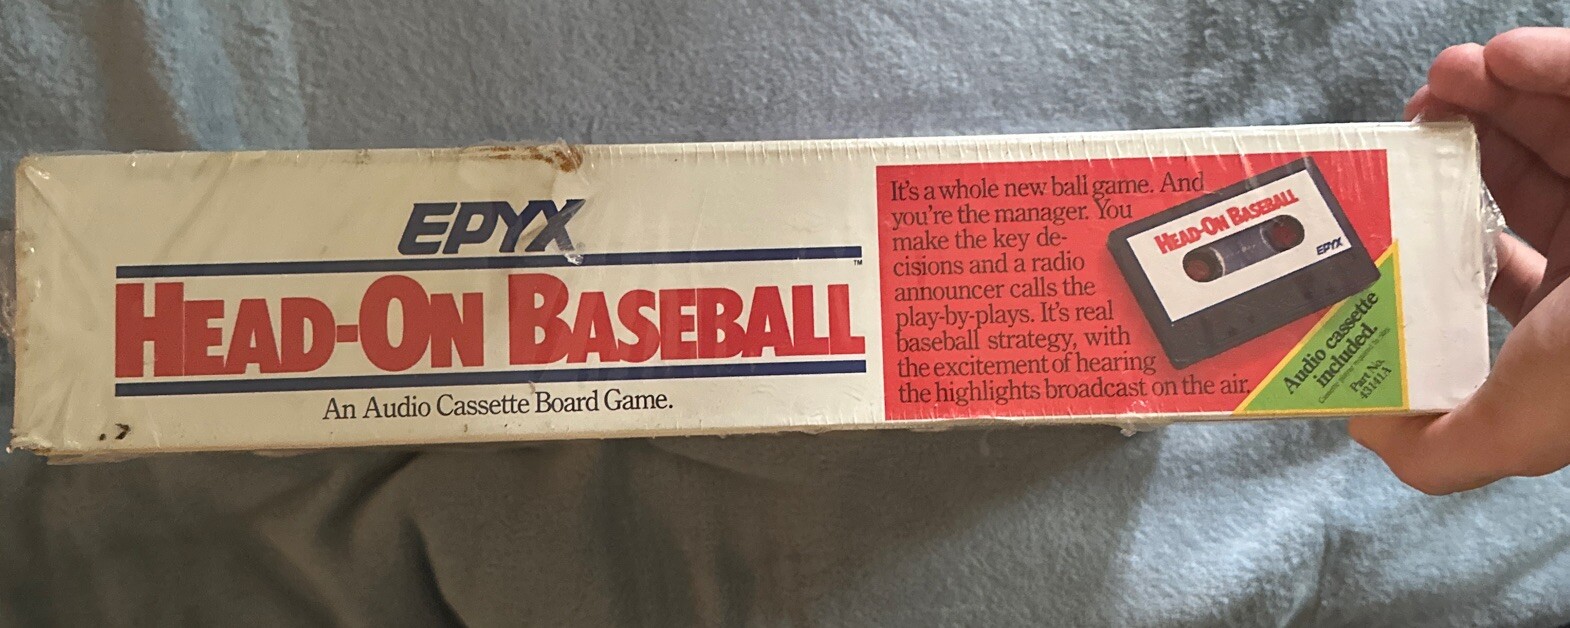 EPYX
HEAD-ON BASEBALL™
An Audio Cassette Board Game.
It's a whole new ball game. And
you're the manager. You
make the key de-
cisions and a radio
announcer calls the
play-by-plays. It's real
baseball strategy, with
the excitement of hearing
the highlights broadcast on the air.
HEAD-ON BASEBALL
EPYX
Audio cassette
included.
Part No.
43141A